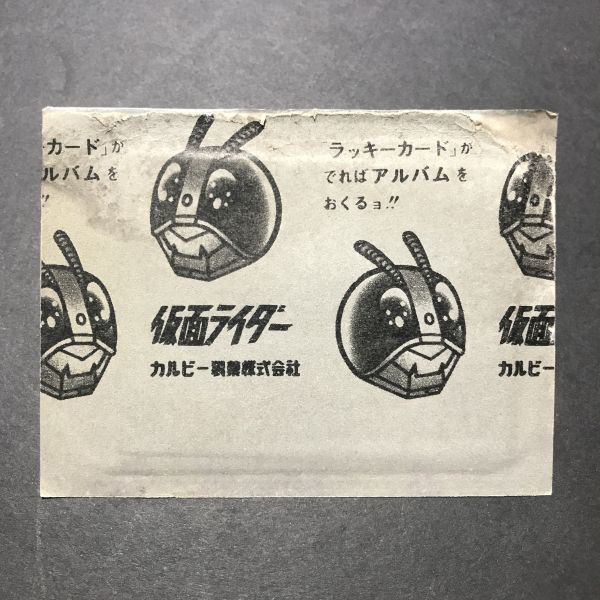 ーカード」が
ルバムを
!!
ラッキーカード」が
でればアルバムを
おくるョ!!
仮面ライダー
カルビー製菓株式会社
仮面
カルビー